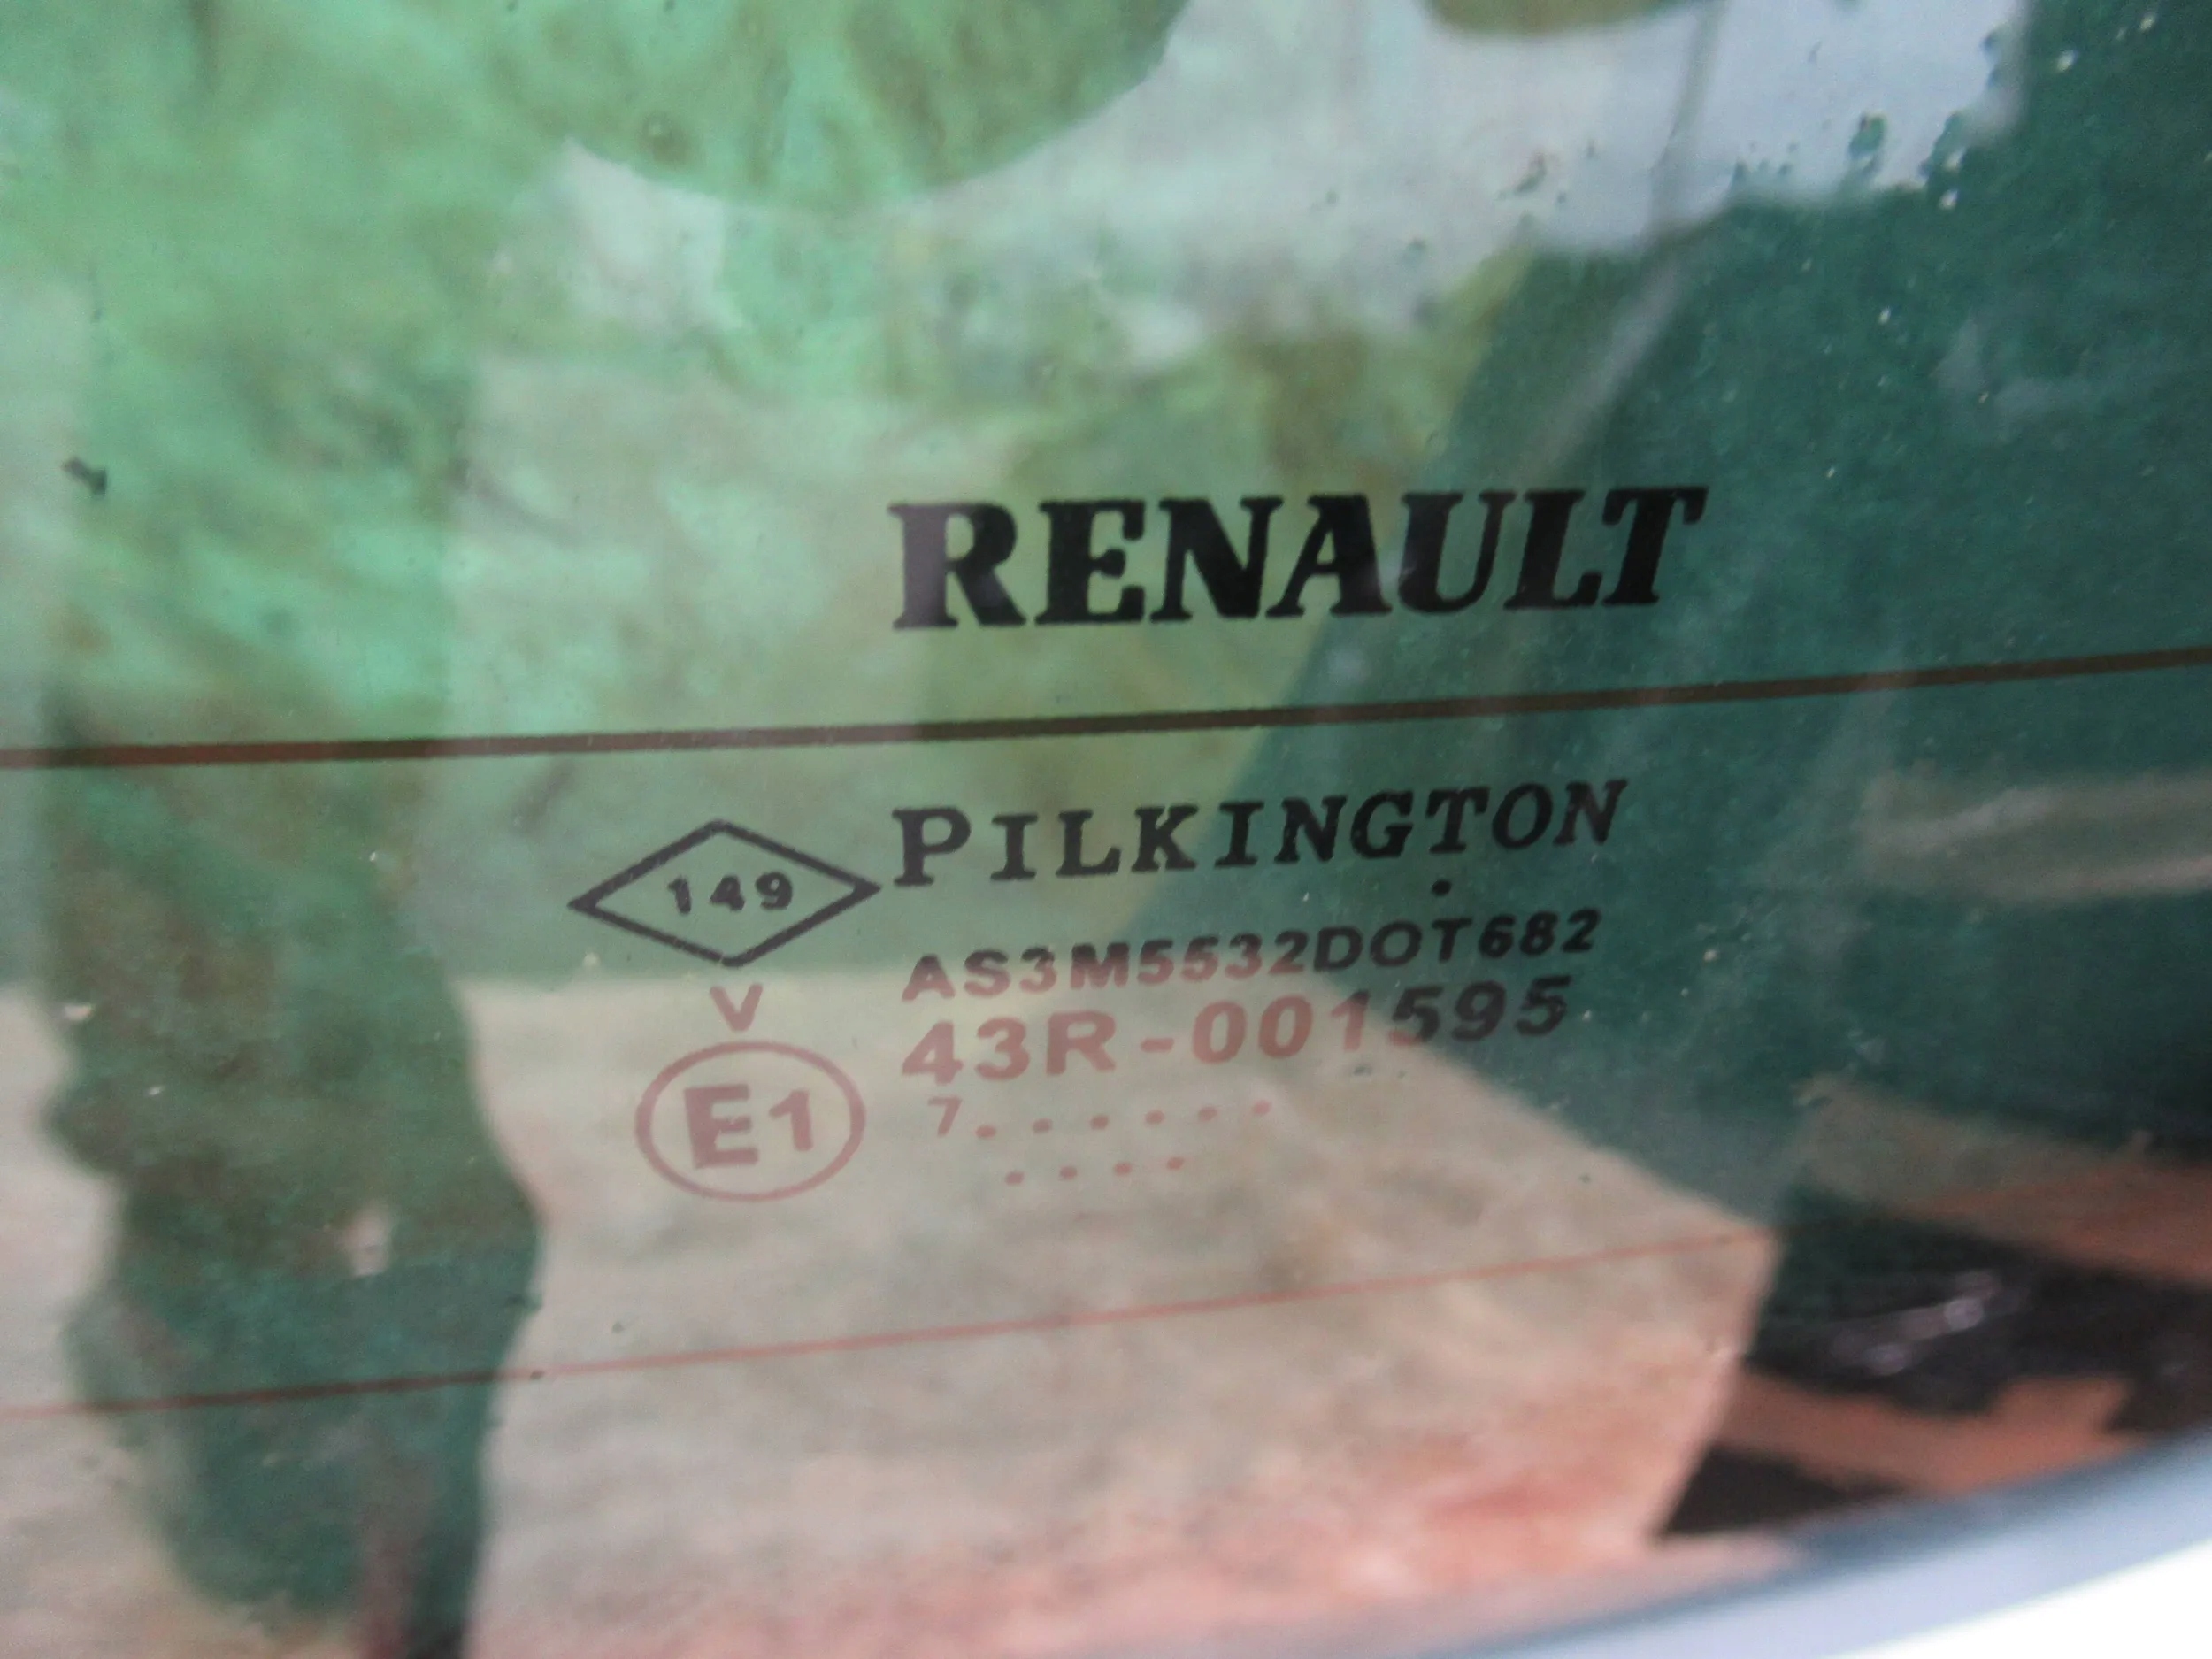 RENAULT
PILKINGTON
149
AS3M5532DOT682
V
43R-001595
E1
7......
....